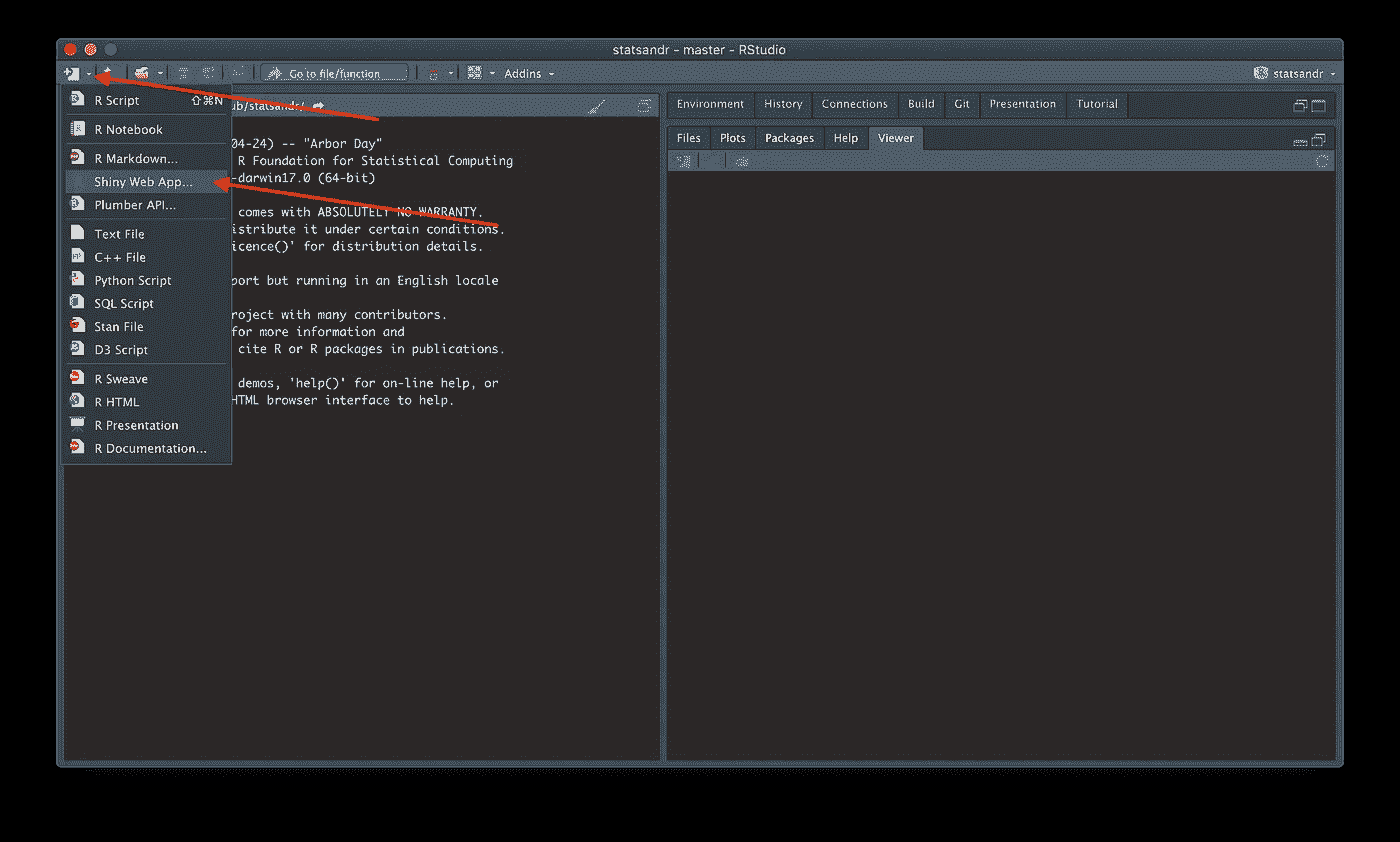 statsandr - master - RStudio
Go to file/function
Addins
statsandr
R Script ⇧⌘N
R Notebook
R Markdown...
Shiny Web App...
Plumber API...
Text File
C++ File
Python Script
SQL Script
Stan File
D3 Script
R Sweave
R HTML
R Presentation
R Documentation...
ub/statsandr/
04-24) -- "Arbor Day"
R Foundation for Statistical Computing
-darwin17.0 (64-bit)
comes with ABSOLUTELY NO WARRANTY.
istribute it under certain conditions.
icence()' for distribution details.
port but running in an English locale
roject with many contributors.
for more information and
cite R or R packages in publications.
demos, 'help()' for on-line help, or
HTML browser interface to help.
Environment History Connections Build Git Presentation Tutorial
Files Plots Packages Help Viewer